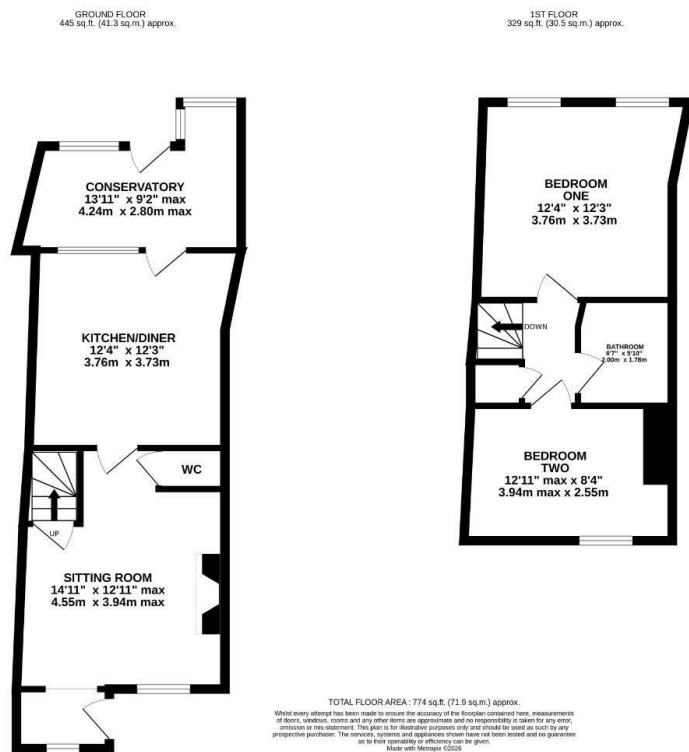 GROUND FLOOR
445 sq.ft. (41.3 sq.m.) approx.
1ST FLOOR
329 sq.ft. (30.5 sq.m.) approx.
CONSERVATORY
13'11" x 9'2" max
4.24m x 2.80m max
KITCHEN/DINER
12'4" x 12'3"
3.76m x 3.73m
WC
UP
SITTING ROOM
14'11" x 12'11" max
4.55m x 3.94m max
BEDROOM
ONE
12'4" x 12'3"
3.76m x 3.73m
DOWN
BATHROOM
6'7" x 5'10"
2.00m x 1.78m
BEDROOM
TWO
12'11" max x 8'4"
3.94m max x 2.55m
TOTAL FLOOR AREA : 774 sq.ft. (71.9 sq.m.) approx.
Whilst every attempt has been made to ensure the accuracy of the floorplan contained here, measurements
of doors, windows, rooms and any other items are approximate and no responsibility is taken for any error,
omission or mis-statement. This plan is for illustrative purposes only and should be used as such by any
prospective purchaser. The services, systems and appliances shown have not been tested and no guarantee
as to their operability or efficiency can be given.
Made with Metropix ©2026